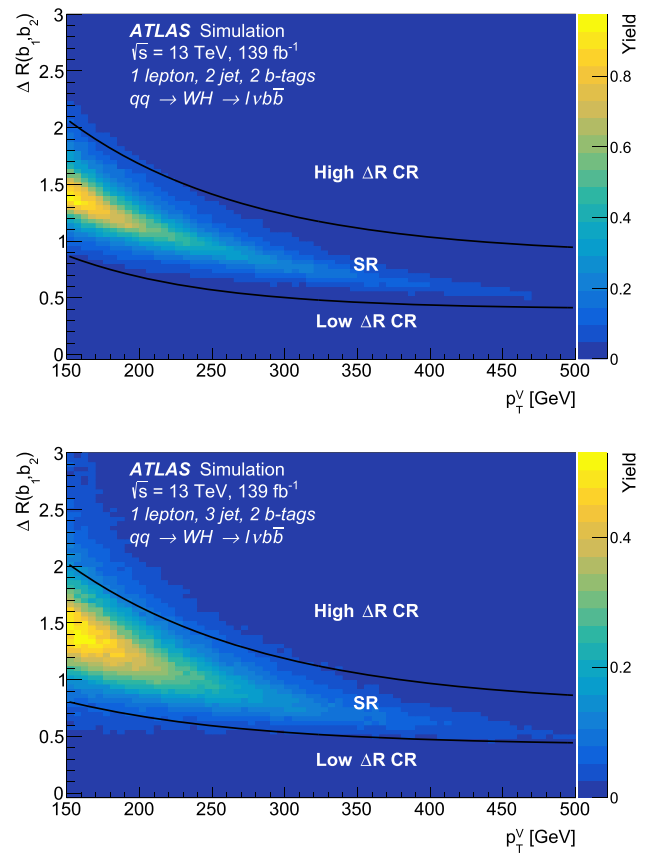 ATLAS Simulation
√s = 13 TeV, 139 fb⁻¹
1 lepton, 2 jet, 2 b-tags
qq → WH → lνbb̅
High ΔR CR
SR
Low ΔR CR
Δ R(b₁,b₂)
3
2.5
2
1.5
1
0.5
0
150 200 250 300 350 400 450 500
p_T^V [GeV]
Yield
0.8
0.6
0.4
0.2
0
ATLAS Simulation
√s = 13 TeV, 139 fb⁻¹
1 lepton, 3 jet, 2 b-tags
qq → WH → lνbb̅
High ΔR CR
SR
Low ΔR CR
Δ R(b₁,b₂)
3
2.5
2
1.5
1
0.5
0
150 200 250 300 350 400 450 500
p_T^V [GeV]
Yield
0.4
0.2
0